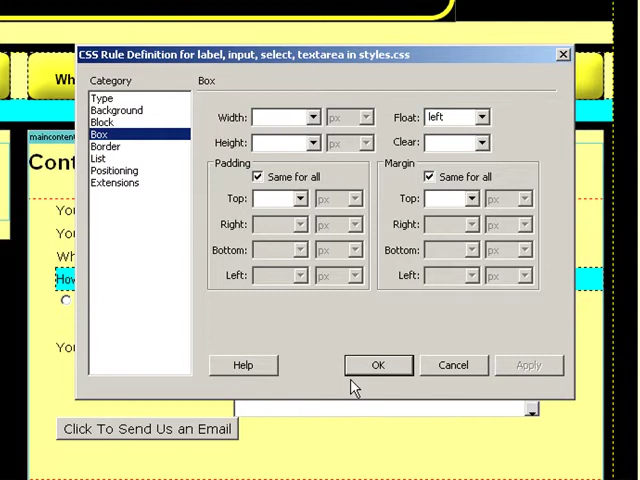 CSS Rule Definition for label, input, select, textarea in styles.css
Category
Box
Type
Background
Block
Box
Border
List
Positioning
Extensions
Width: px Float: left
Height: px Clear:
Padding Margin
Same for all Same for all
Top: px Top: px
Right: px Right: px
Bottom: px Bottom: px
Left: px Left: px
Help OK Cancel Apply
Wh
maincontent
Cont
You
You
Wh
How
You
Click To Send Us an Email